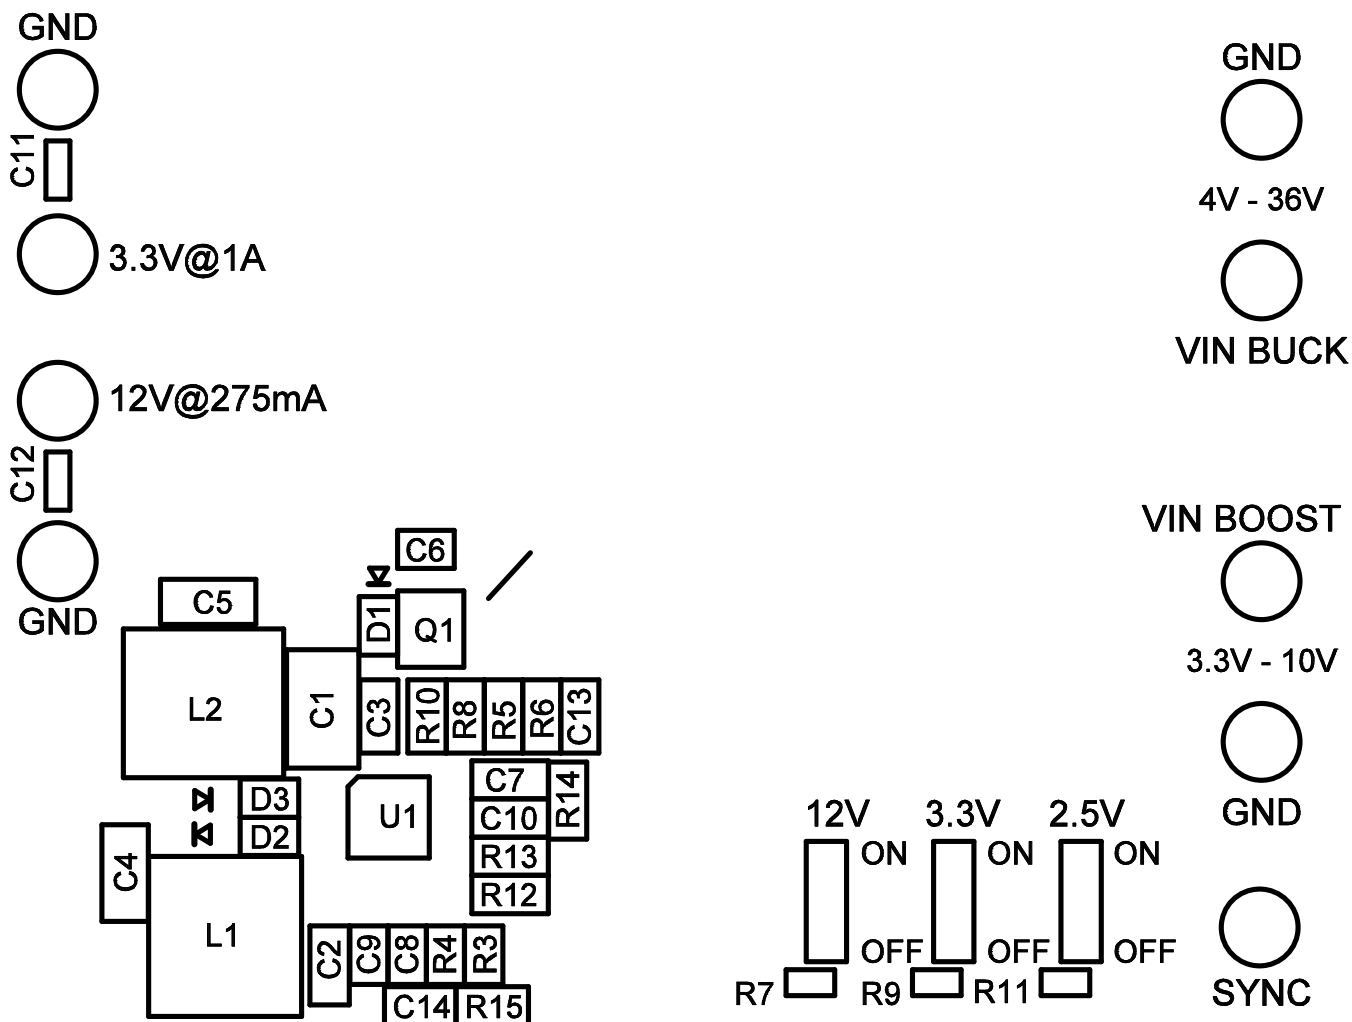 GND
C11
3.3V@1A
12V@275mA
C12
GND
GND
4V - 36V
VIN BUCK
VIN BOOST
3.3V - 10V
GND
SYNC
C6
C5
D1
Q1
L2
C1
C3
R10
R8
R5
R6
C13
C7
R14
C10
R13
R12
D3
D2
U1
C4
L1
C2
C9
C8
R4
R3
C14
R15
12V
3.3V
2.5V
ON
ON
ON
OFF
OFF
OFF
R7
R9
R11